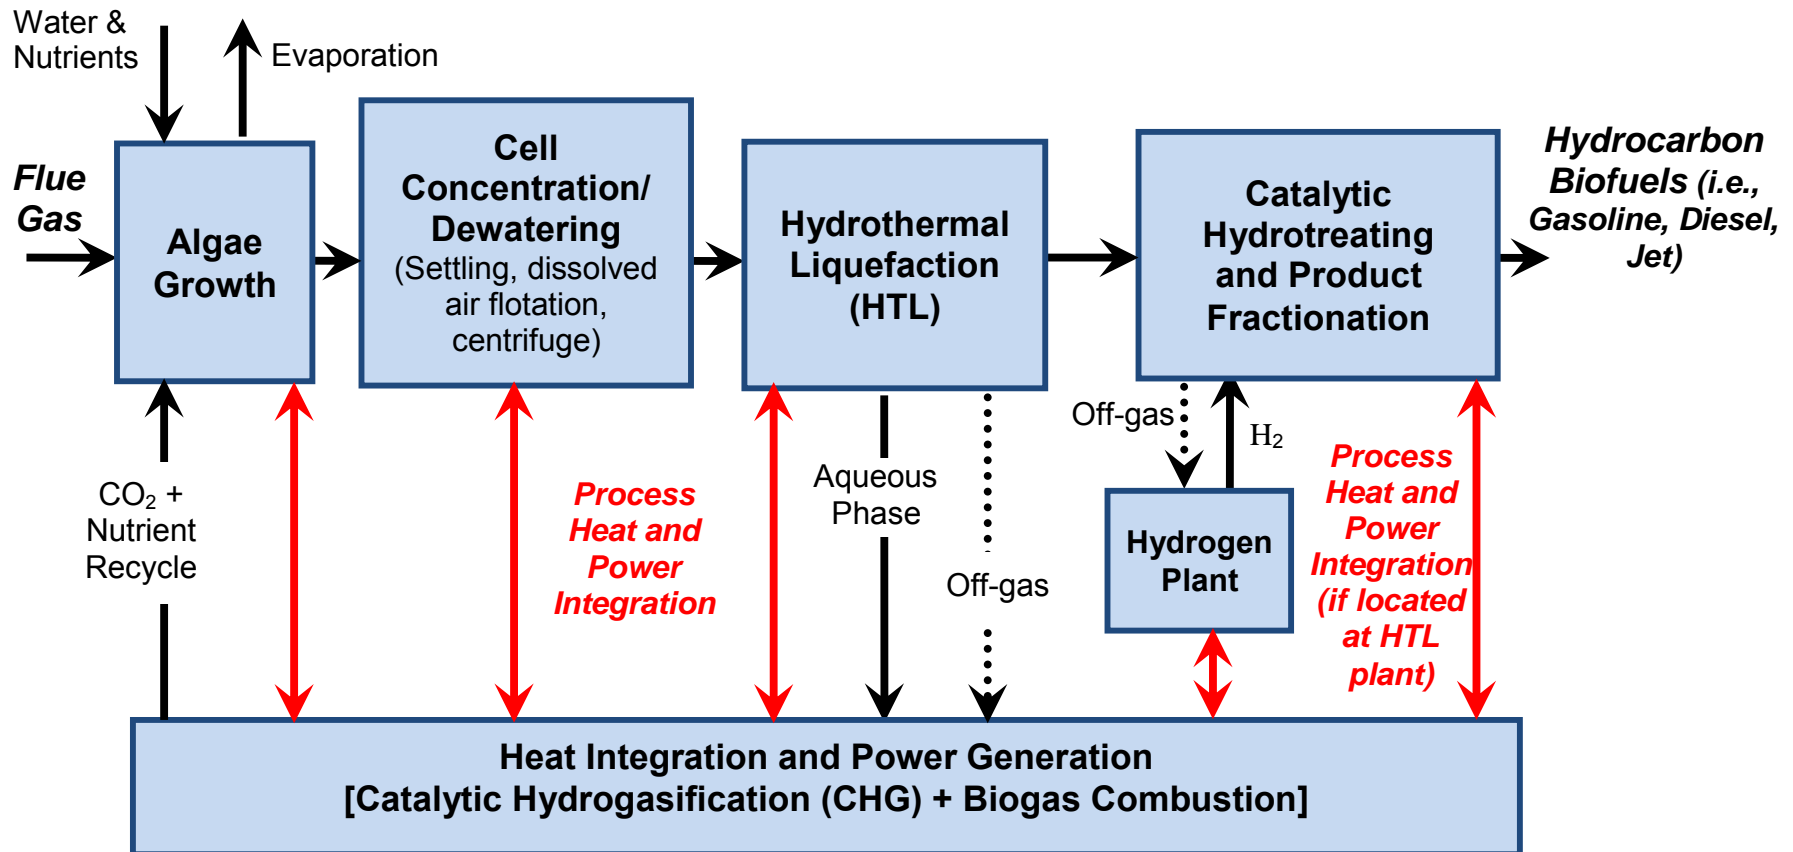 Water &
Nutrients
Evaporation
Flue
Gas
Algae
Growth
Cell
Concentration/
Dewatering
(Settling, dissolved
air flotation,
centrifuge)
Hydrothermal
Liquefaction
(HTL)
Catalytic
Hydrotreating
and Product
Fractionation
Hydrocarbon
Biofuels (i.e.,
Gasoline, Diesel,
Jet)
CO₂ +
Nutrient
Recycle
Process
Heat and
Power
Integration
Aqueous
Phase
Off-gas
Off-gas
H₂
Hydrogen
Plant
Process
Heat and
Power
Integration
(if located
at HTL
plant)
Heat Integration and Power Generation
[Catalytic Hydrogasification (CHG) + Biogas Combustion]